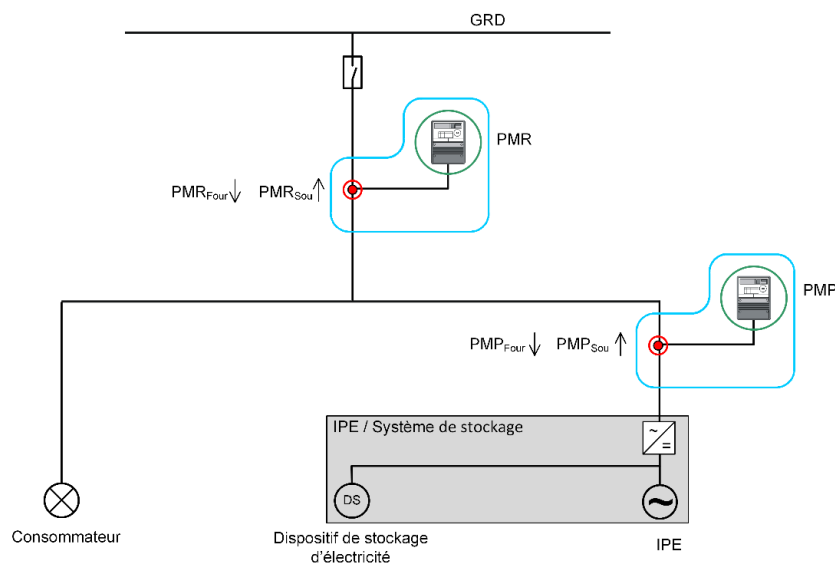 GRD
PMR
PMRFour PMRSou
PMP
PMPFour PMPSou
IPE / Système de stockage
~
=
DS
~
Consommateur
Dispositif de stockage
d'électricité
IPE